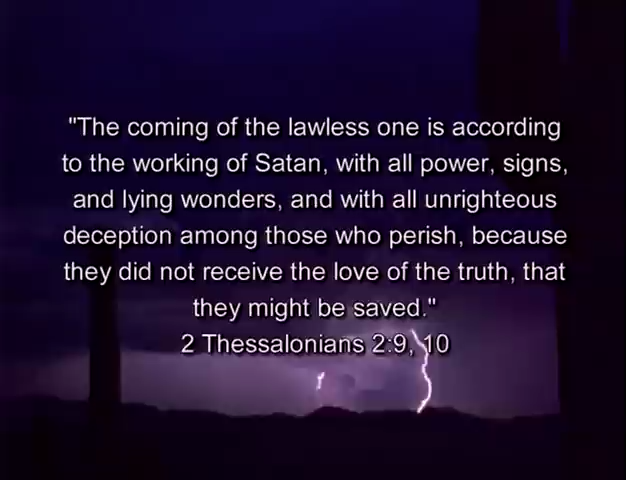 "The coming of the lawless one is according
to the working of Satan, with all power, signs,
and lying wonders, and with all unrighteous
deception among those who perish, because
they did not receive the love of the truth, that
they might be saved."
2 Thessalonians 2:9, 10